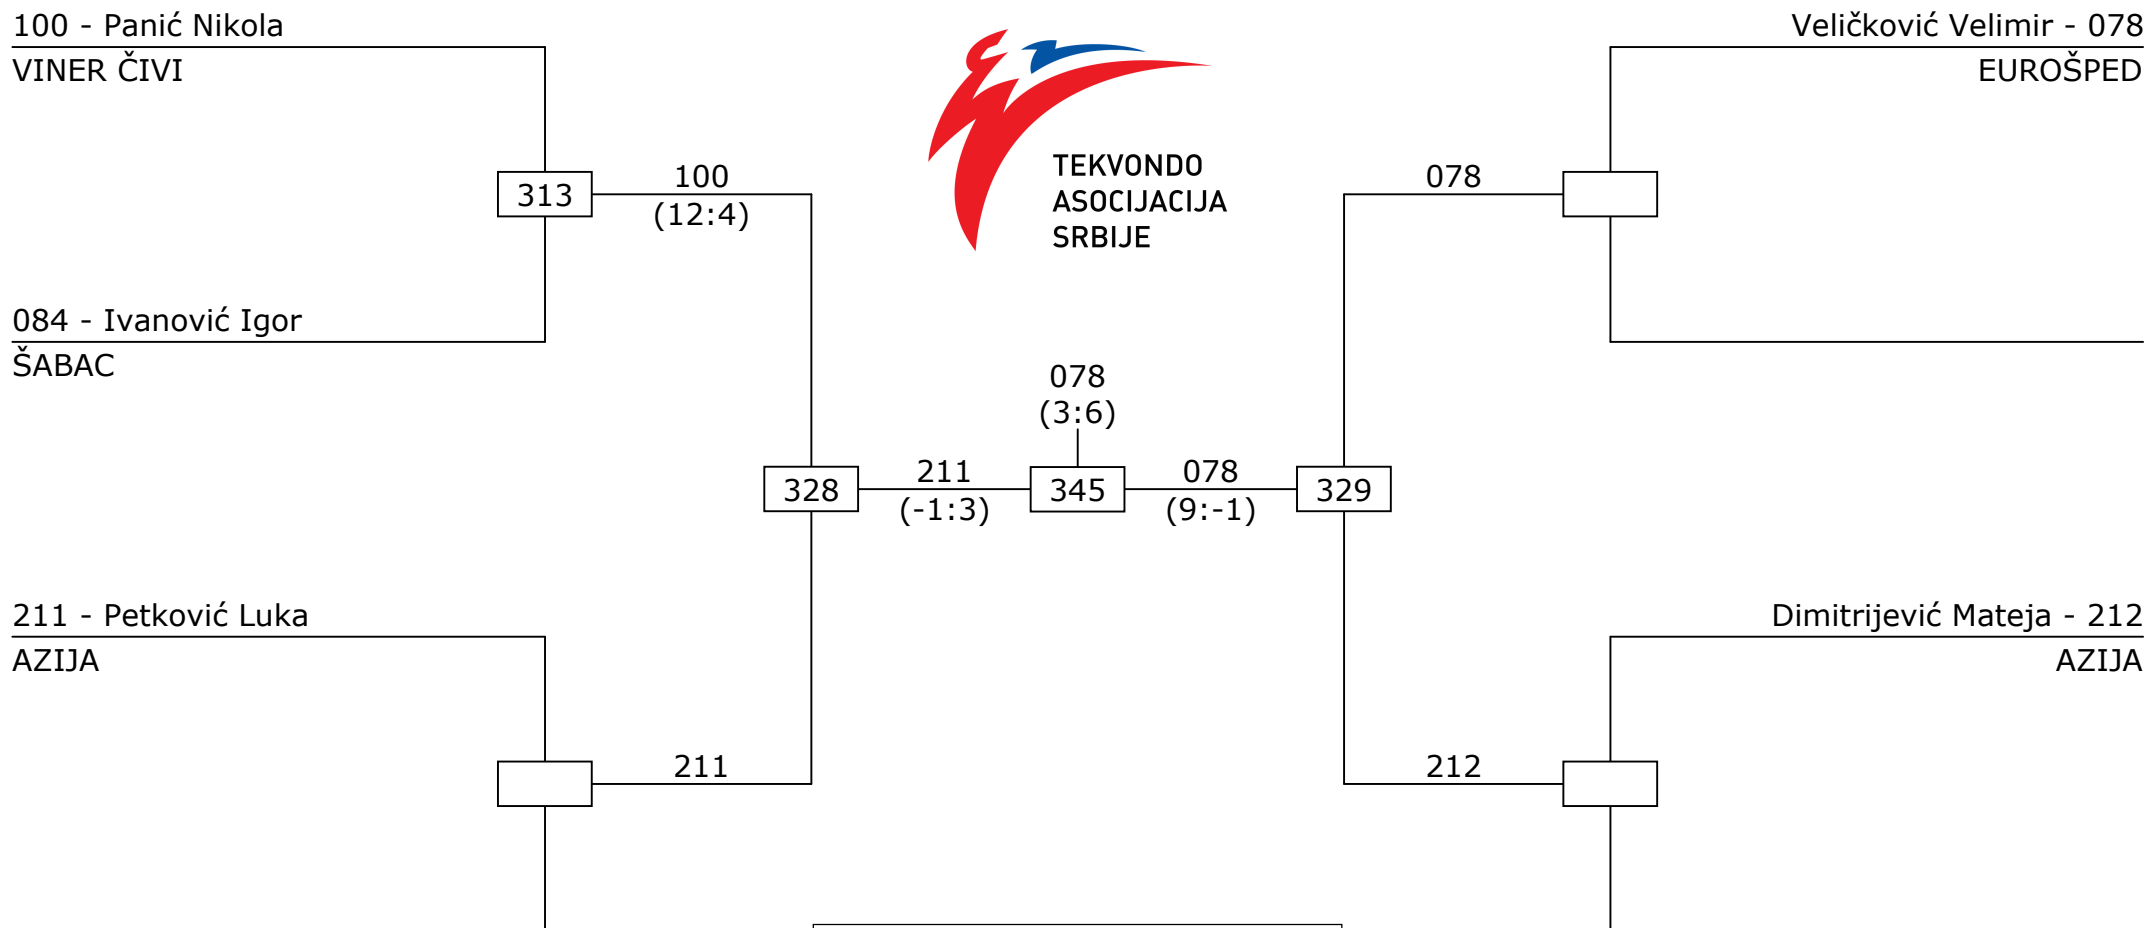 100 - Panić Nikola
VINER ČIVI
313
100
(12:4)
084 - Ivanović Igor
ŠABAC
328
211
(-1:3)
211 - Petković Luka
AZIJA
211
TEKVONDO
ASOCIJACIJA
SRBIJE
078
(3:6)
345
078
(9:-1)
329
Veličković Velimir - 078
EUROŠPED
078
Dimitrijević Mateja - 212
AZIJA
212